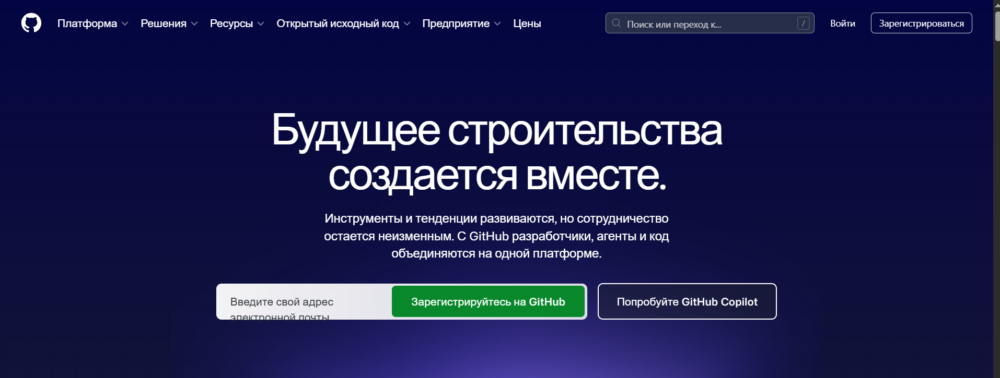 Платформа Решения Ресурсы Открытый исходный код Предприятие Цены Поиск или переход к... / Войти Зарегистрироваться
Будущее строительства
создается вместе.
Инструменты и тенденции развиваются, но сотрудничество
остается неизменным. С GitHub разработчики, агенты и код
объединяются на одной платформе.
Введите свой адрес Зарегистрируйтесь на GitHub Попробуйте GitHub Copilot
электронной почты